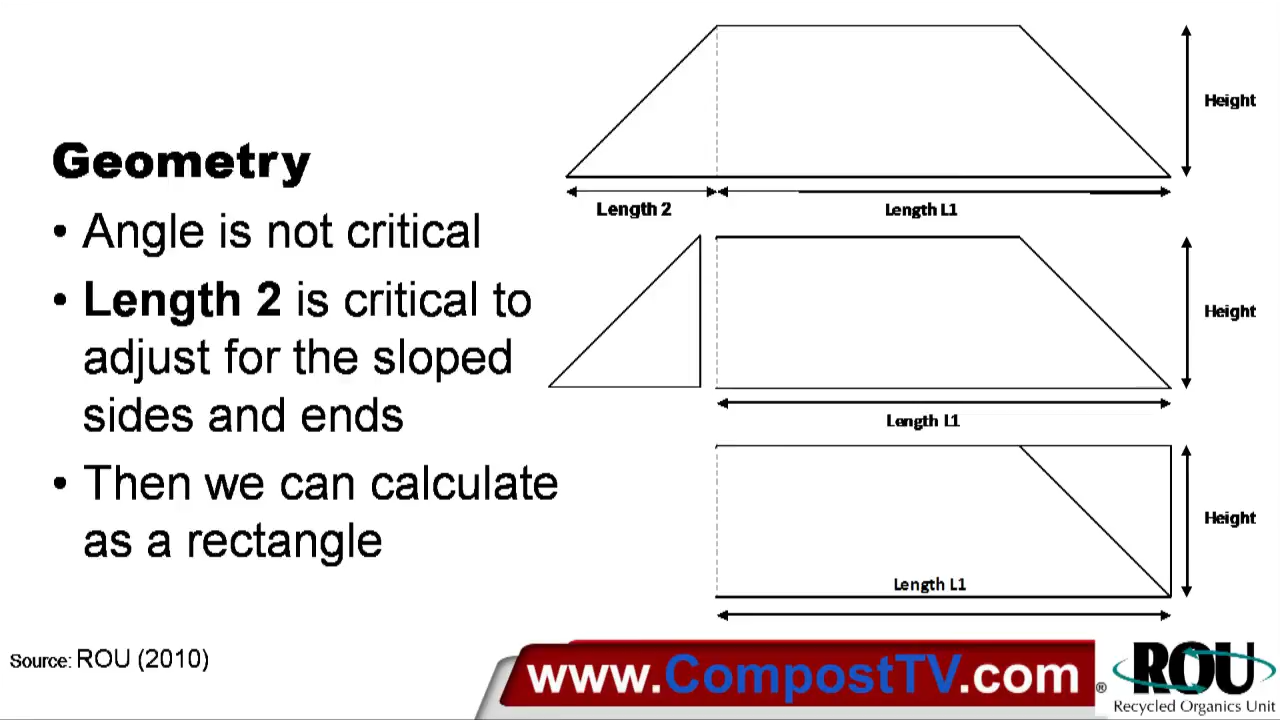 Geometry
• Angle is not critical
• Length 2 is critical to
adjust for the sloped
sides and ends
• Then we can calculate
as a rectangle
Height
Length 2
Length L1
Height
Length L1
Height
Length L1
Source: ROU (2010)
www.CompostTV.com
® ROU
Recycled Organics Unit